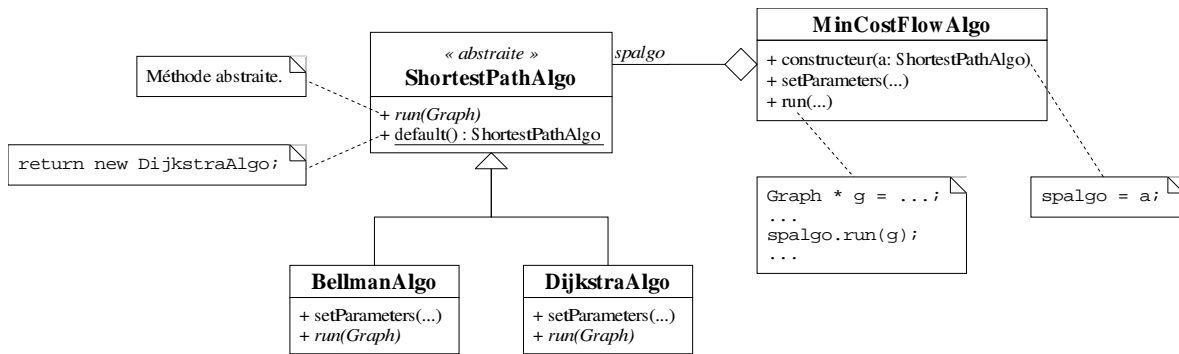 Méthode abstraite.
return new DijkstraAlgo;
« abstraite »
ShortestPathAlgo
+ run(Graph)
+ default() : ShortestPathAlgo
spalgo
MinCostFlowAlgo
+ constructeur(a: ShortestPathAlgo)
+ setParameters(...)
+ run(...)
Graph * g = ...;
...
spalgo.run(g);
...
spalgo = a;
BellmanAlgo
+ setParameters(...)
+ run(Graph)
DijkstraAlgo
+ setParameters(...)
+ run(Graph)